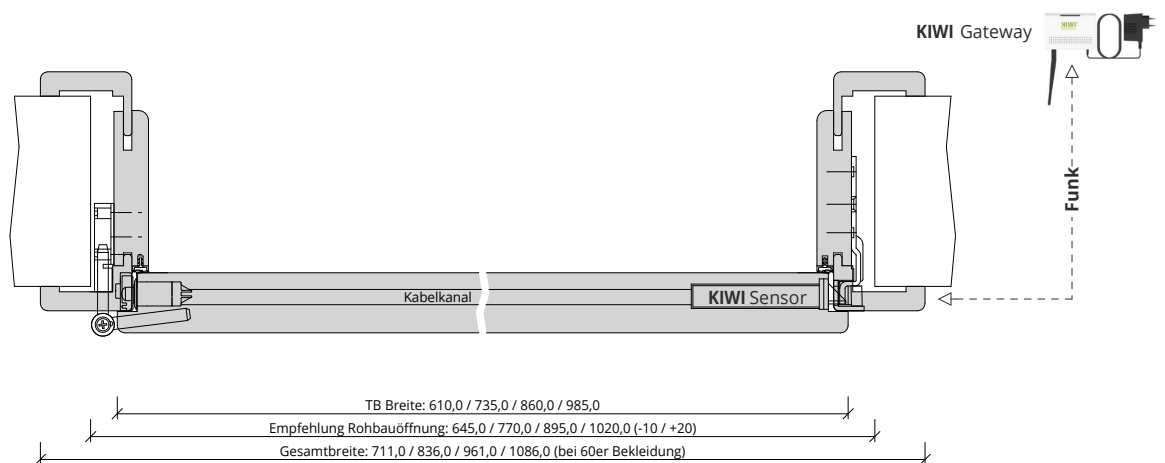 KIWI Gateway
KIWI
Funk
Kabelkanal
KIWI Sensor
TB Breite: 610,0 / 735,0 / 860,0 / 985,0
Empfehlung Rohbauöffnung: 645,0 / 770,0 / 895,0 / 1020,0 (-10 / +20)
Gesamtbreite: 711,0 / 836,0 / 961,0 / 1086,0 (bei 60er Bekleidung)